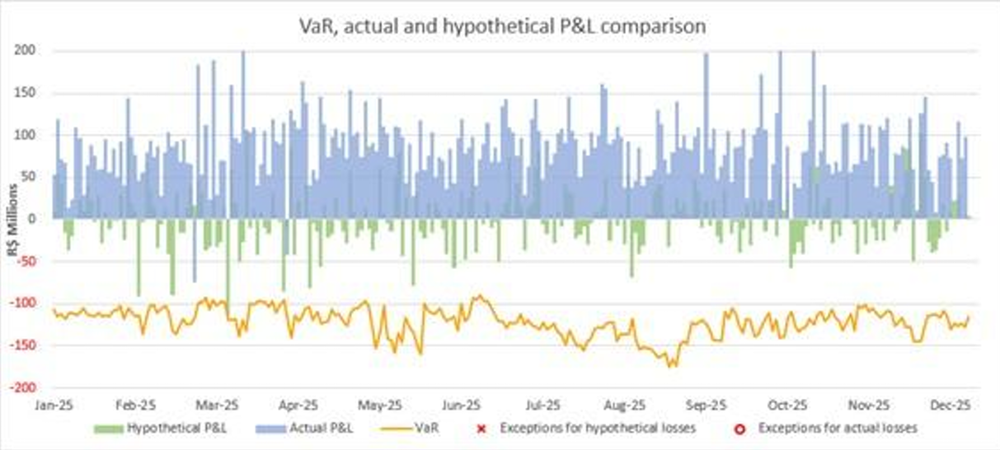 VaR, actual and hypothetical P&L comparison
R$ Millions
200
150
100
50
0
-50
-100
-150
-200
Jan-25 Feb-25 Mar-25 Apr-25 May-25 Jun-25 Jul-25 Aug-25 Sep-25 Oct-25 Nov-25 Dec-25
Hypothetical P&L Actual P&L VaR Exceptions for hypothetical losses Exceptions for actual losses